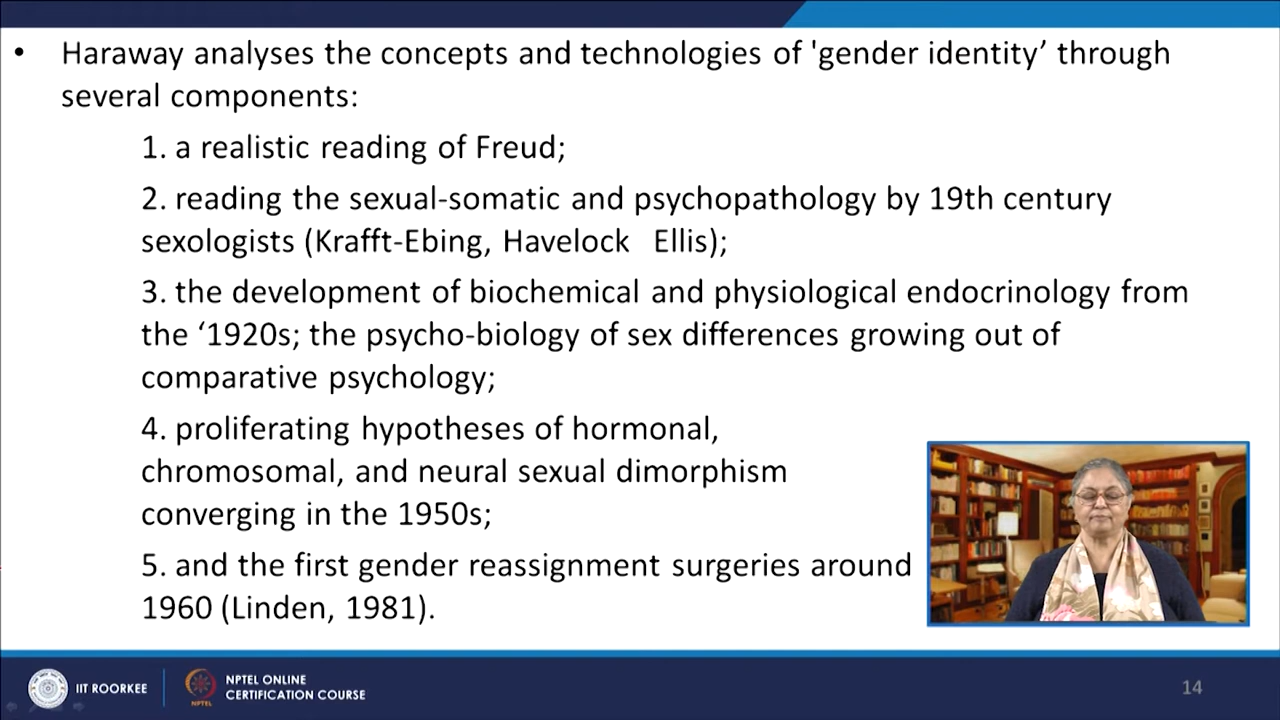 • Haraway analyses the concepts and technologies of 'gender identity’ through
several components:
1. a realistic reading of Freud;
2. reading the sexual-somatic and psychopathology by 19th century
sexologists (Krafft-Ebing, Havelock Ellis);
3. the development of biochemical and physiological endocrinology from
the ‘1920s; the psycho-biology of sex differences growing out of
comparative psychology;
4. proliferating hypotheses of hormonal,
chromosomal, and neural sexual dimorphism
converging in the 1950s;
5. and the first gender reassignment surgeries around
1960 (Linden, 1981).
IIT ROORKEE
NPTEL
NPTEL ONLINE
CERTIFICATION COURSE
14